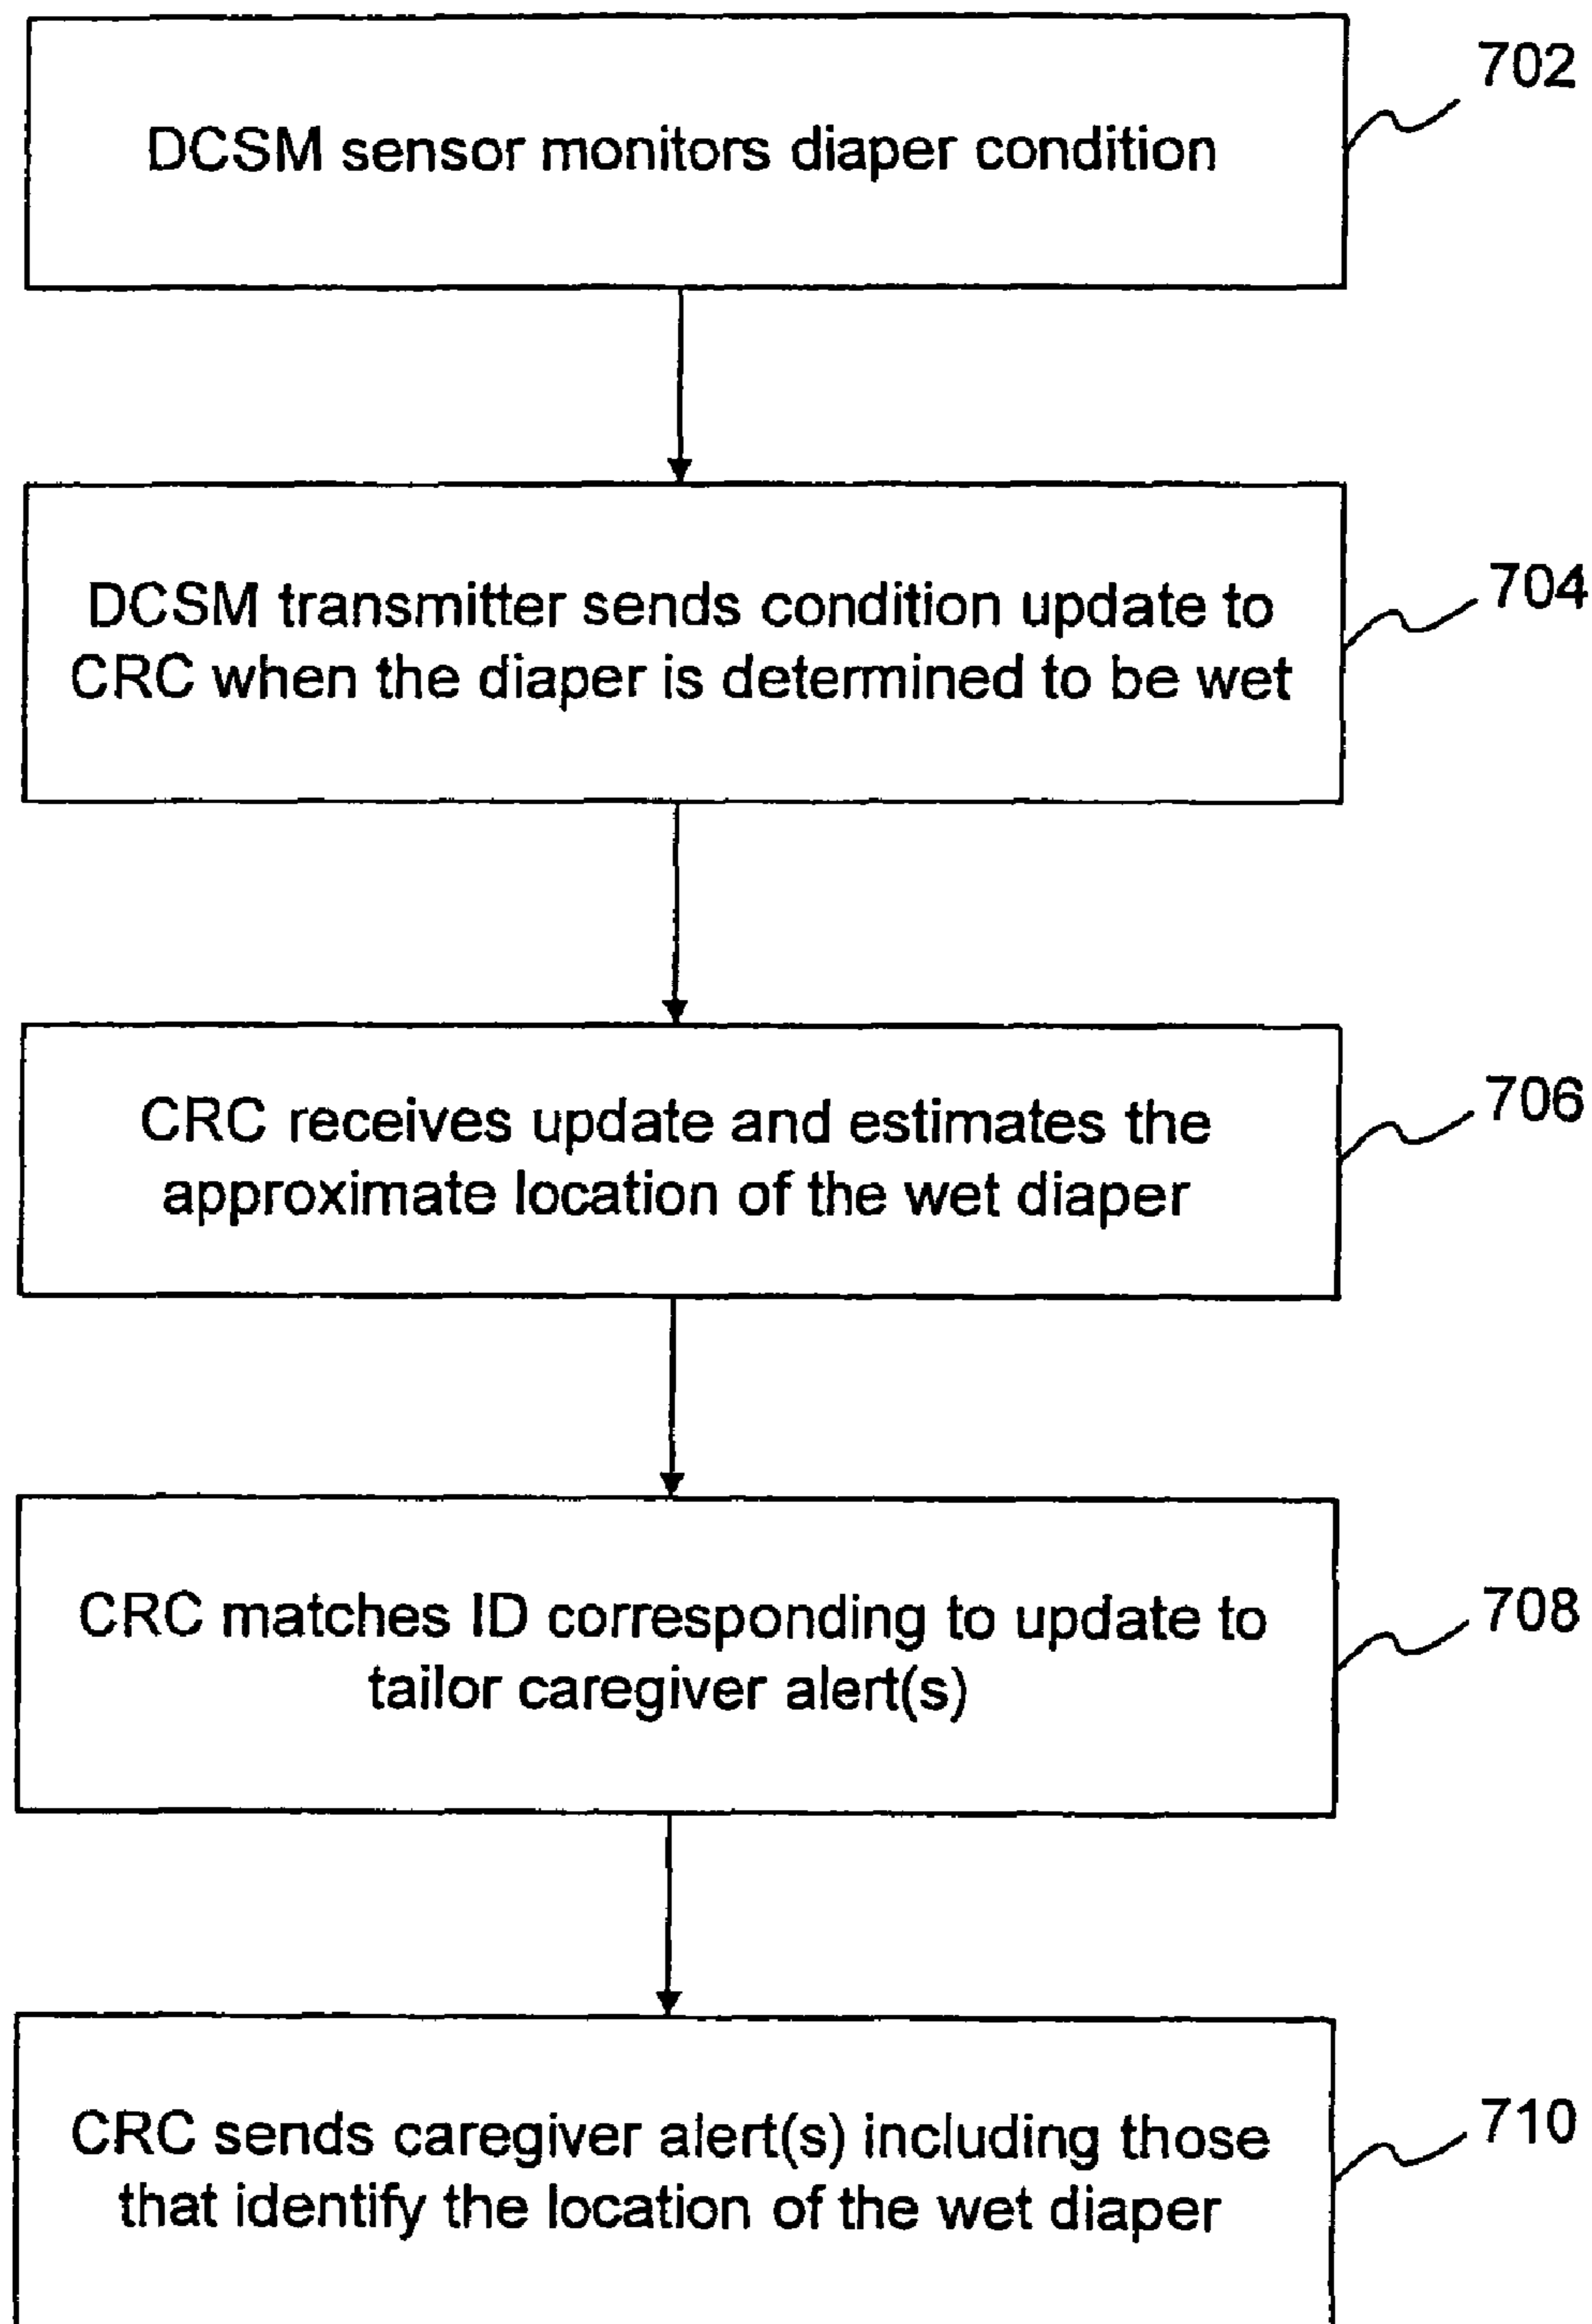 702
DCSM sensor monitors diaper condition
704
DCSM transmitter sends condition update to
CRC when the diaper is determined to be wet
706
CRC receives update and estimates the
approximate location of the wet diaper
708
CRC matches ID corresponding to update to
tailor caregiver alert(s)
710
CRC sends caregiver alert(s) including those
that identify the location of the wet diaper